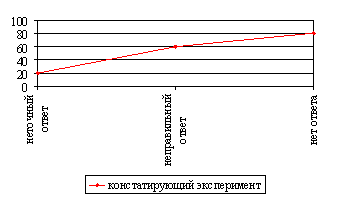 100
80
60
40
20
0
неточный
ответ
неправильный
ответ
нет ответа
констатирующий эксперимент